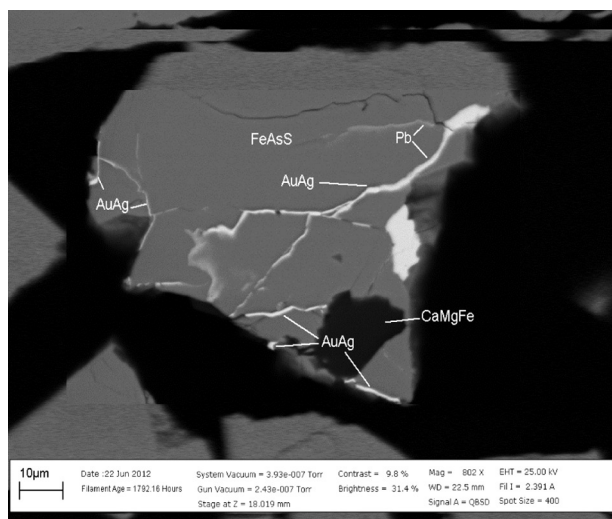 FeAsS
Pb
AuAg
AuAg
CaMgFe
AuAg
10µm
Date :22 Jun 2012
Filament Age = 1792.16 Hours
System Vacuum = 3.93e-007 Torr
Gun Vacuum = 2.43e-007 Torr
Stage at Z = 18.019 mm
Contrast = 9.8 %
Brightness = 31.4 %
Mag = 802 X
WD = 22.5 mm
Signal A = QBSD
EHT = 25.00 kV
Fil I = 2.391 A
Spot Size = 400